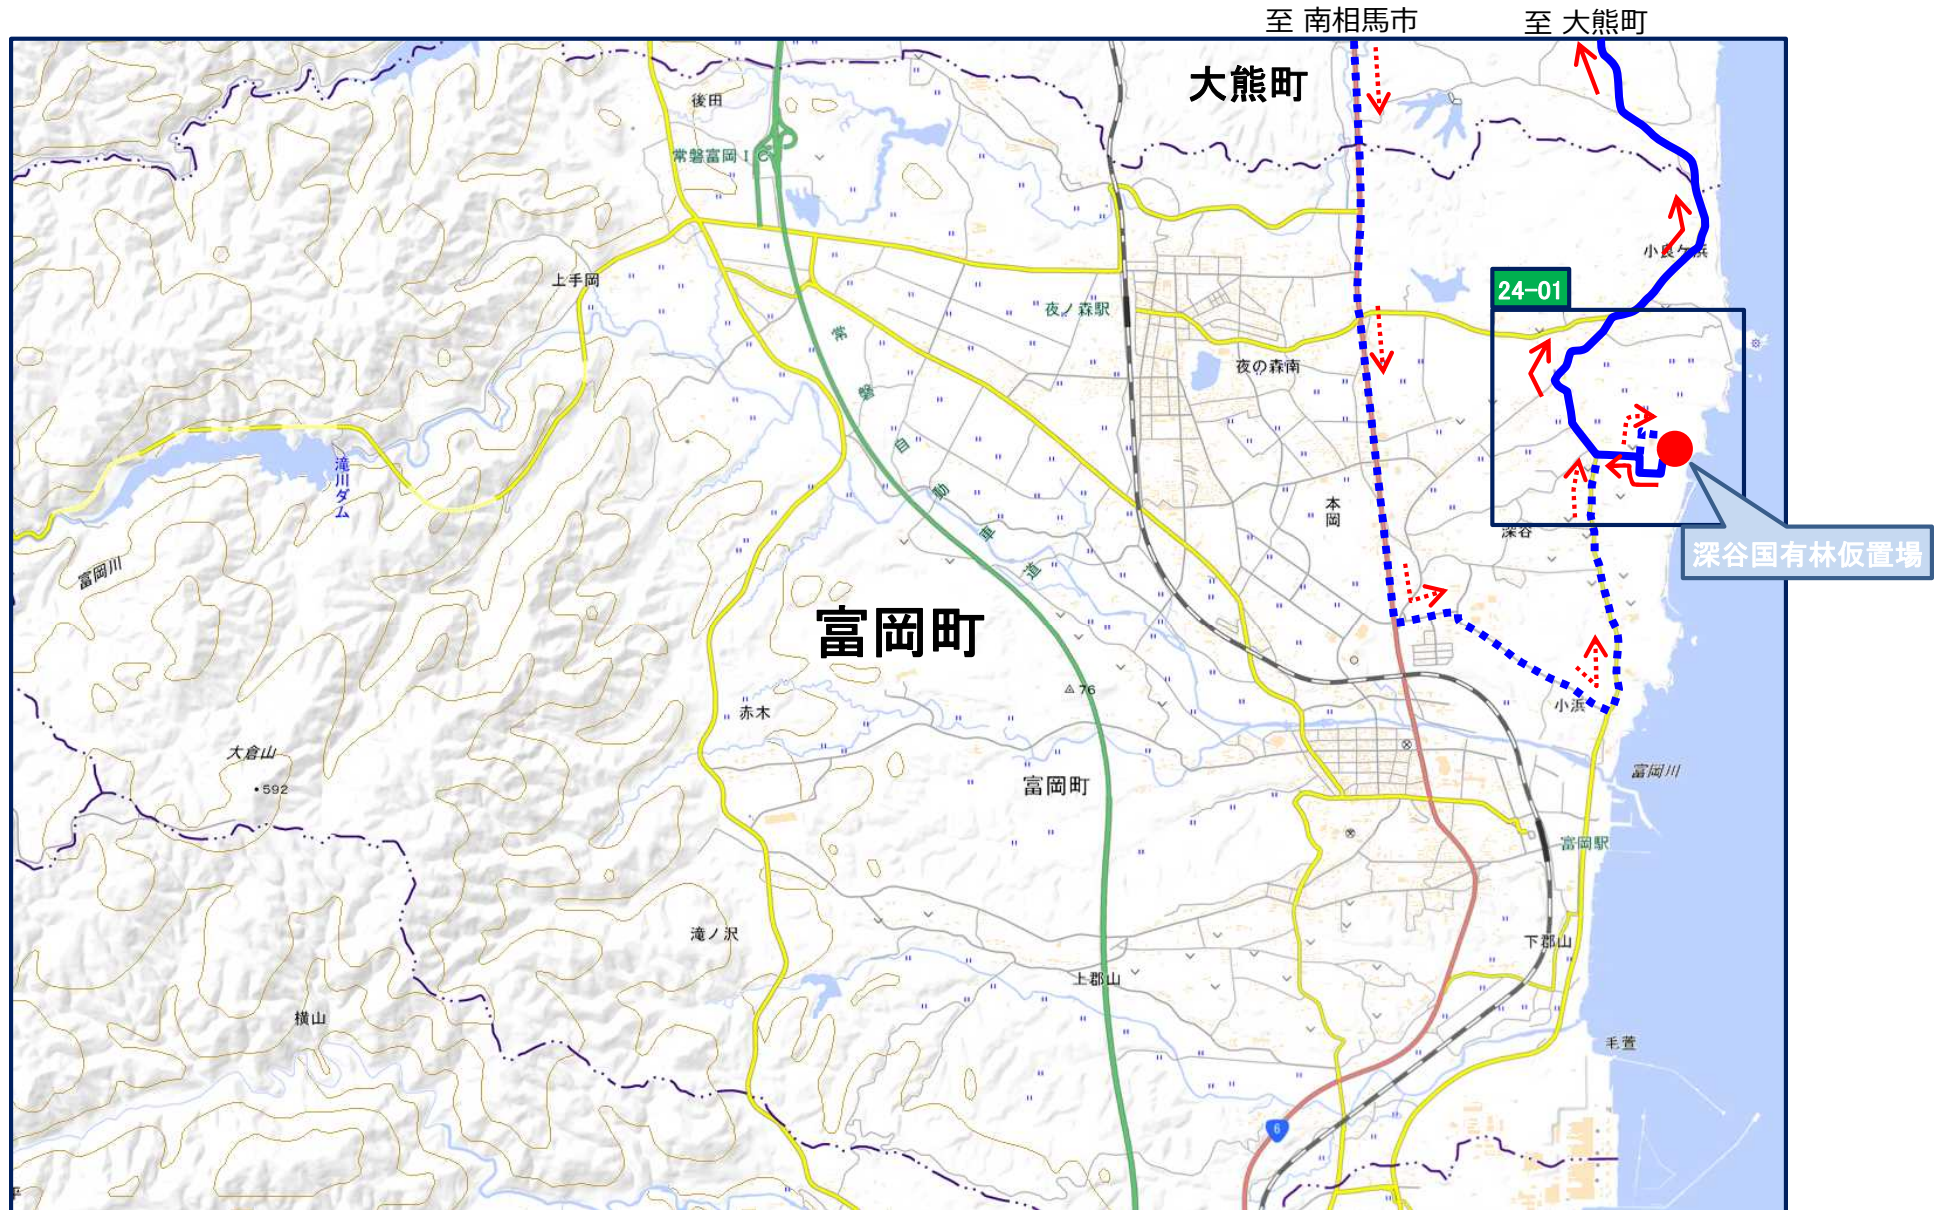 至 南相馬市
至 大熊町
大熊町
後田
常磐富岡IC
小良ケ浜
上手岡
24-01
夜ノ森駅
常磐自動車道
夜の森南
滝川ダム
本岡
深谷
深谷国有林仮置場
富岡川
富岡町
76
赤木
小浜
大倉山
592
富岡川
富岡町
富岡駅
滝ノ沢
下郡山
上郡山
横山
毛萱
6